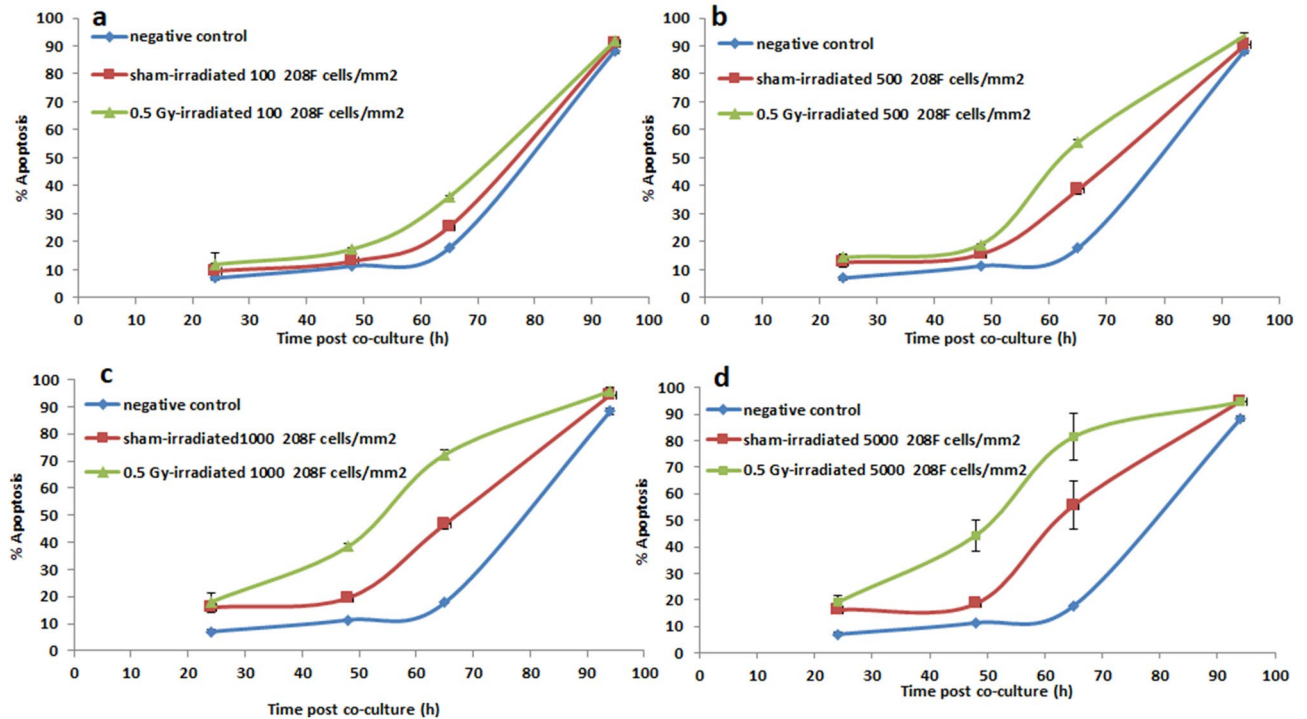 a
negative control
sham-irradiated 100 208F cells/mm2
0.5 Gy-irradiated 100 208F cells/mm2
% Apoptosis
100
90
80
70
60
50
40
30
20
10
0
0 10 20 30 40 50 60 70 80 90 100
Time post co-culture (h)
b
negative control
sham-irradiated 500 208F cells/mm2
0.5 Gy-irradiated 500 208F cells/mm2
% Apoptosis
100
90
80
70
60
50
40
30
20
10
0
0 10 20 30 40 50 60 70 80 90 100
Time post co-culture (h)
c
negative control
sham-irradiated1000 208F cells/mm2
0.5 Gy-irradiated 1000 208F cells/mm2
% Apoptosis
100
90
80
70
60
50
40
30
20
10
0
0 10 20 30 40 50 60 70 80 90 100
Time post co-culture (h)
d
negative control
sham-irradiated 5000 208F cells/mm2
0.5 Gy-irradiated 5000 208F cells/mm2
% Apoptosis
100
90
80
70
60
50
40
30
20
10
0
0 10 20 30 40 50 60 70 80 90 100
Time post co-culture (h)